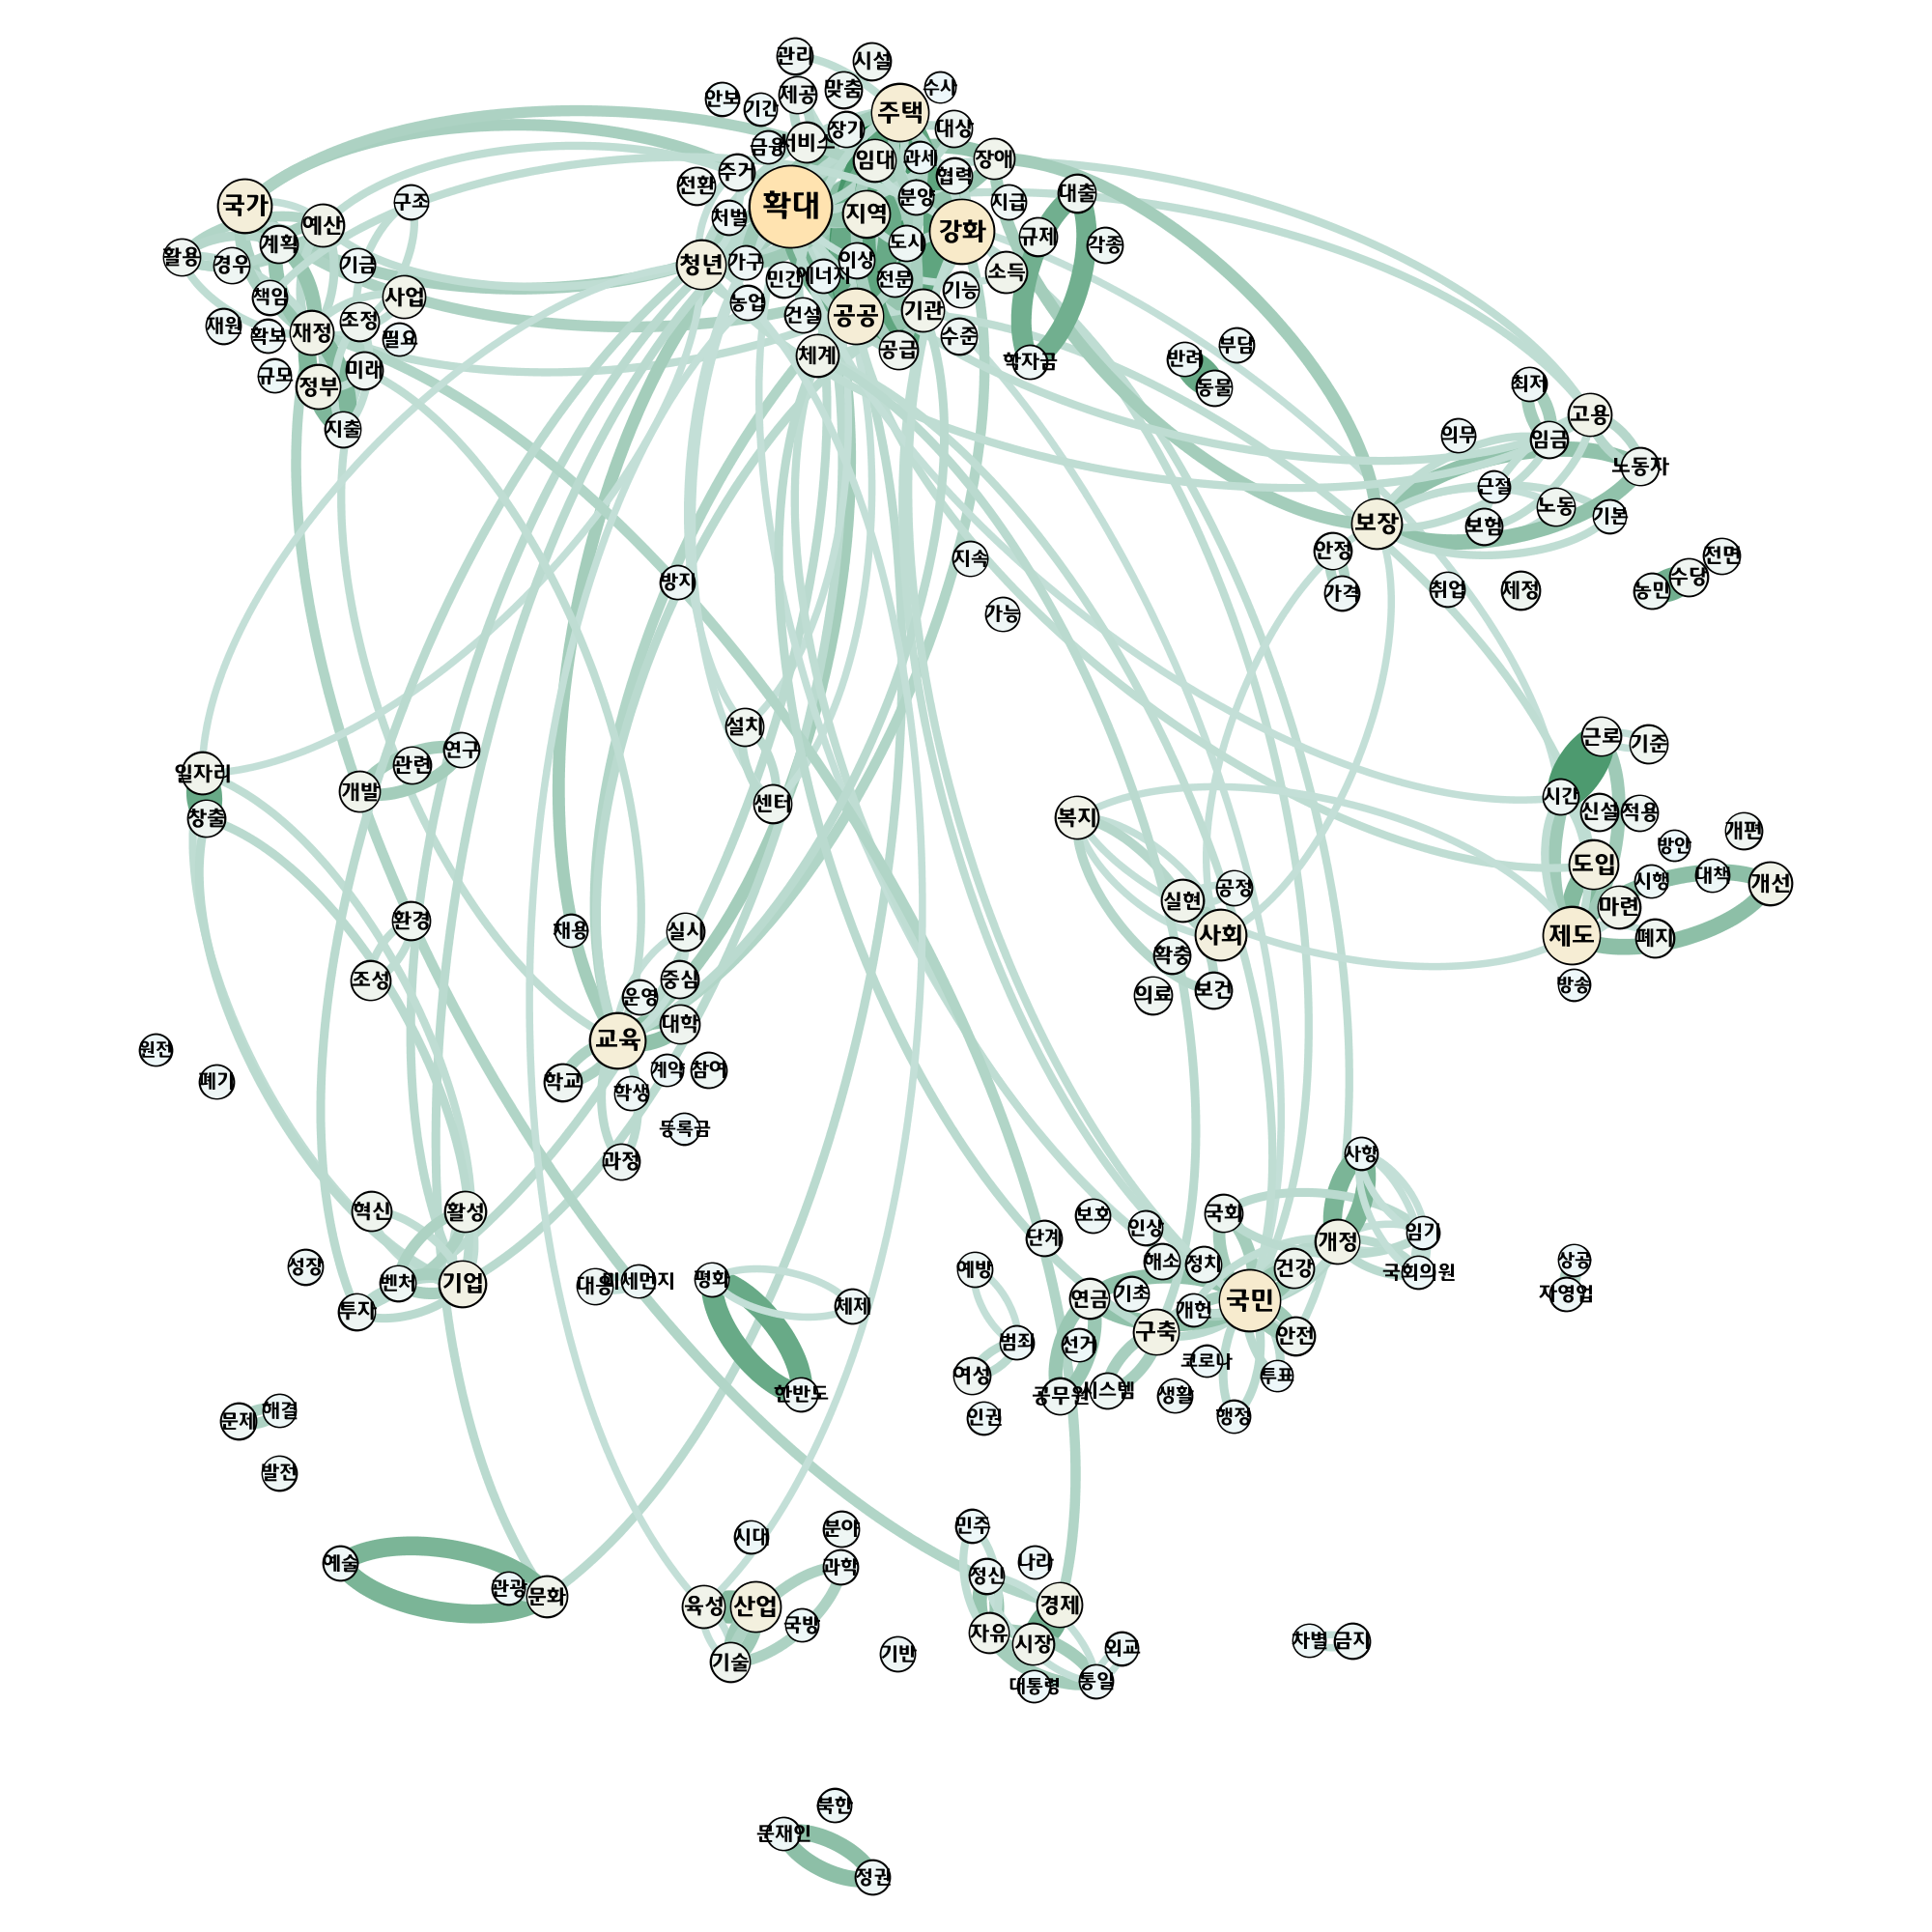 관리
시설
안보
기간
제공
맞춤
주택
수사
금융
서비스
장기
임대
과세
대상
장애
협력
전환
주거
처벌
확대
지역
분양
강화
지급
대출
규제
각종
도시
청년
가구
민간
에너지
이상
전문
소득
농업
건설
공공
기관
기능
수준
체계
공급
학자금
국가
예산
구조
활용
경우
계획
기금
책임
사업
재원
확보
재정
조정
필요
규모
정부
미래
지출
반려
부담
동물
최저
고용
의무
임금
노동자
근절
보장
보험
노동
기본
안정
가격
취업
제정
농민
수당
전면
방지
지속
가능
설치
센터
일자리
창출
개발
관련
연구
근로
기준
시간
신설
적용
도입
방안
개편
시행
대책
개선
마련
제도
폐지
방송
복지
실현
공정
사회
확충
의료
보건
환경
조성
채용
실시
중심
운영
대학
교육
학교
학생
계약
참여
등록금
과정
원전
폐기
혁신
활성
성장
벤처
기업
투자
대응
미세먼지
평화
체제
한반도
사항
보호
인상
국회
단계
개정
임기
해소
정치
건강
국회의원
예방
연금
기초
개헌
국민
구축
안전
범죄
선거
코로나
여성
공무원
시스템
생활
투표
인권
행정
상공
자영업
문제
해결
발전
예술
관광
문화
시대
분야
과학
육성
산업
국방
기술
기반
민주
정신
나라
경제
자유
시장
외교
대통령
통일
차별
금지
북한
문재인
정권